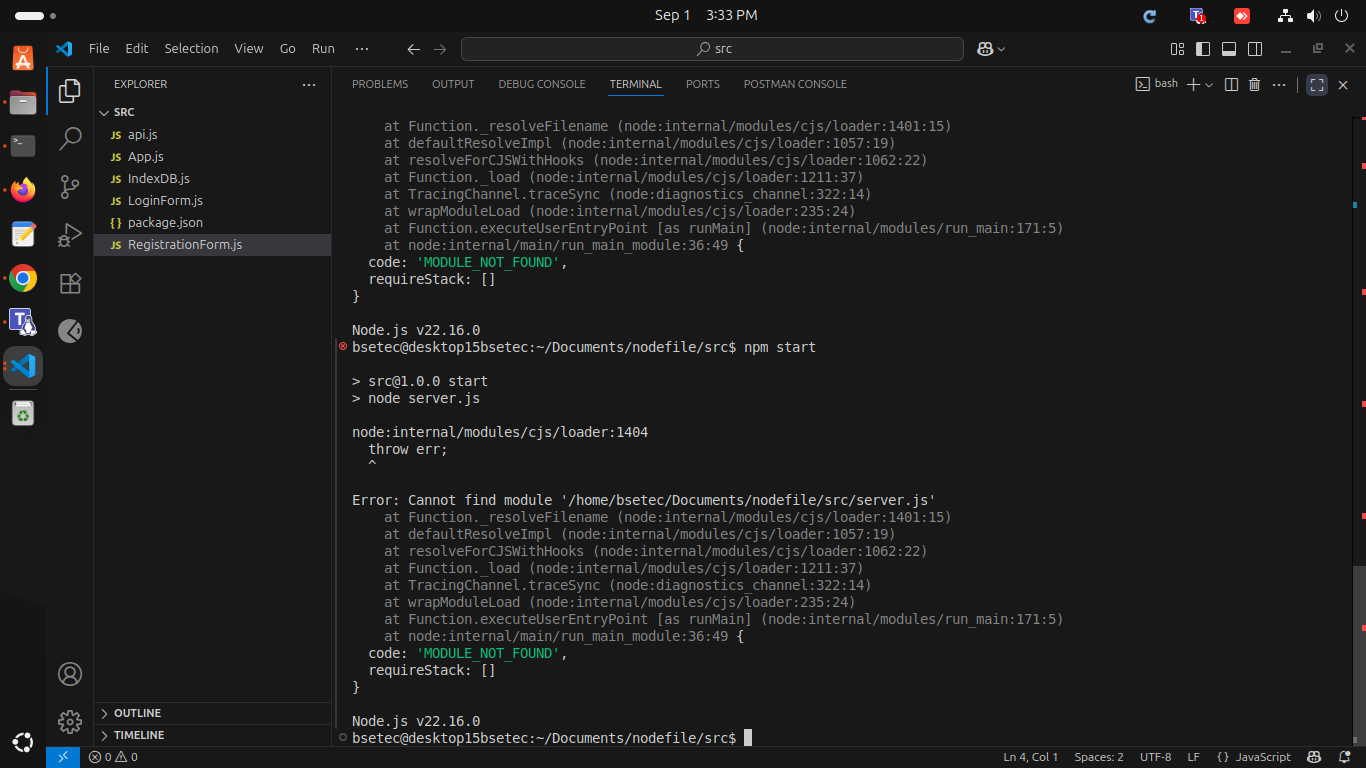 Sep 1 3:33 PM
File Edit Selection View Go Run ···
src
EXPLORER
SRC
JS api.js
JS App.js
JS IndexDB.js
JS LoginForm.js
{} package.json
JS RegistrationForm.js
OUTLINE
TIMELINE
PROBLEMS OUTPUT DEBUG CONSOLE TERMINAL PORTS POSTMAN CONSOLE
bash
at Function._resolveFilename (node:internal/modules/cjs/loader:1401:15)
at defaultResolveImpl (node:internal/modules/cjs/loader:1057:19)
at resolveForCJSWithHooks (node:internal/modules/cjs/loader:1062:22)
at Function._load (node:internal/modules/cjs/loader:1211:37)
at TracingChannel.traceSync (node:diagnostics_channel:322:14)
at wrapModuleLoad (node:internal/modules/cjs/loader:235:24)
at Function.executeUserEntryPoint [as runMain] (node:internal/modules/run_main:171:5)
at node:internal/main/run_main_module:36:49 {
code: 'MODULE_NOT_FOUND',
requireStack: []
}
Node.js v22.16.0
bsetec@desktop15bsetec:~/Documents/nodefile/src$ npm start
> src@1.0.0 start
> node server.js
node:internal/modules/cjs/loader:1404
throw err;
^
Error: Cannot find module '/home/bsetec/Documents/nodefile/src/server.js'
at Function._resolveFilename (node:internal/modules/cjs/loader:1401:15)
at defaultResolveImpl (node:internal/modules/cjs/loader:1057:19)
at resolveForCJSWithHooks (node:internal/modules/cjs/loader:1062:22)
at Function._load (node:internal/modules/cjs/loader:1211:37)
at TracingChannel.traceSync (node:diagnostics_channel:322:14)
at wrapModuleLoad (node:internal/modules/cjs/loader:235:24)
at Function.executeUserEntryPoint [as runMain] (node:internal/modules/run_main:171:5)
at node:internal/main/run_main_module:36:49 {
code: 'MODULE_NOT_FOUND',
requireStack: []
}
Node.js v22.16.0
bsetec@desktop15bsetec:~/Documents/nodefile/src$
0 0
Ln 4, Col 1 Spaces: 2 UTF-8 LF {} JavaScript